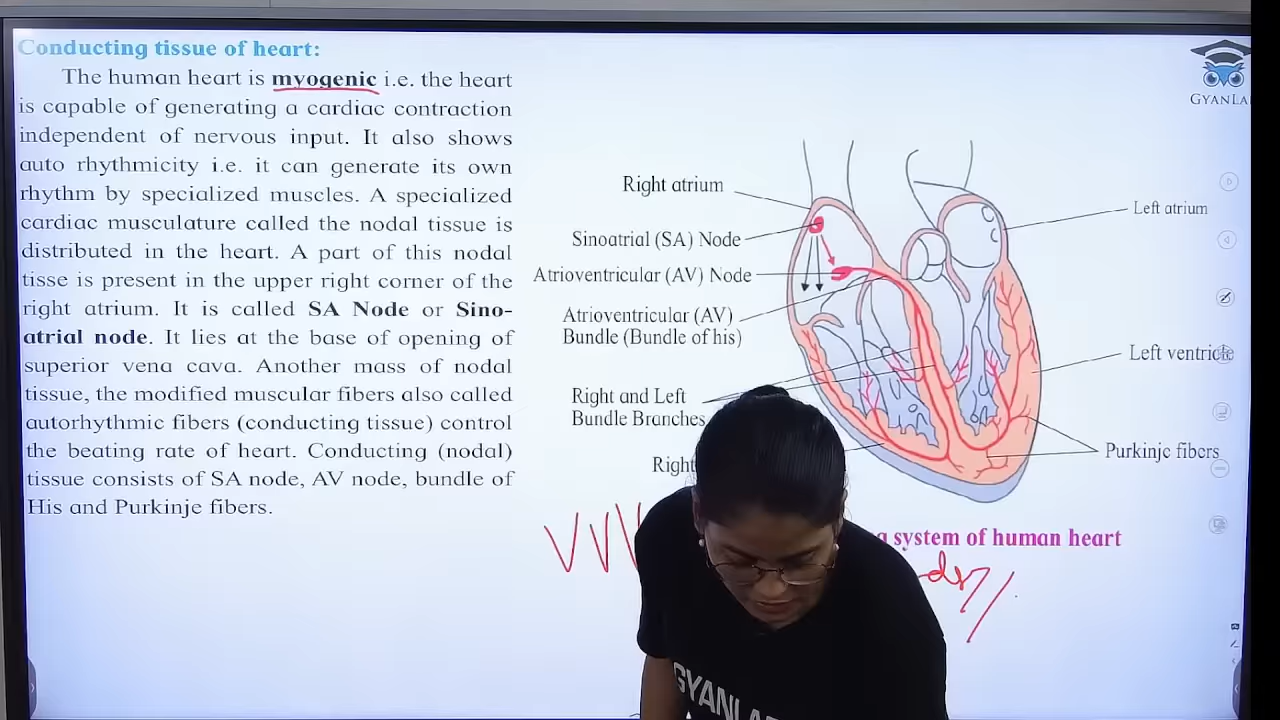 Conducting tissue of heart:
The human heart is myogenic i.e. the heart
is capable of generating a cardiac contraction
independent of nervous input. It also shows
auto rhythmicity i.e. it can generate its own
rhythm by specialized muscles. A specialized
cardiac musculature called the nodal tissue is
distributed in the heart. A part of this nodal
tisse is present in the upper right corner of the
right atrium. It is called SA Node or Sino-
atrial node. It lies at the base of opening of
superior vena cava. Another mass of nodal
tissue, the modified muscular fibers also called
autorhythmic fibers (conducting tissue) control
the beating rate of heart. Conducting (nodal)
tissue consists of SA node, AV node, bundle of
His and Purkinje fibers.
GYANLA
Right atrium
Left atrium
Sinoatrial (SA) Node
Atrioventricular (AV) Node
Atrioventricular (AV)
Bundle (Bundle of his)
Left ventricle
Right and Left
Bundle Branches
Purkinje fibers
Right
system of human heart
VVV
GYANLA